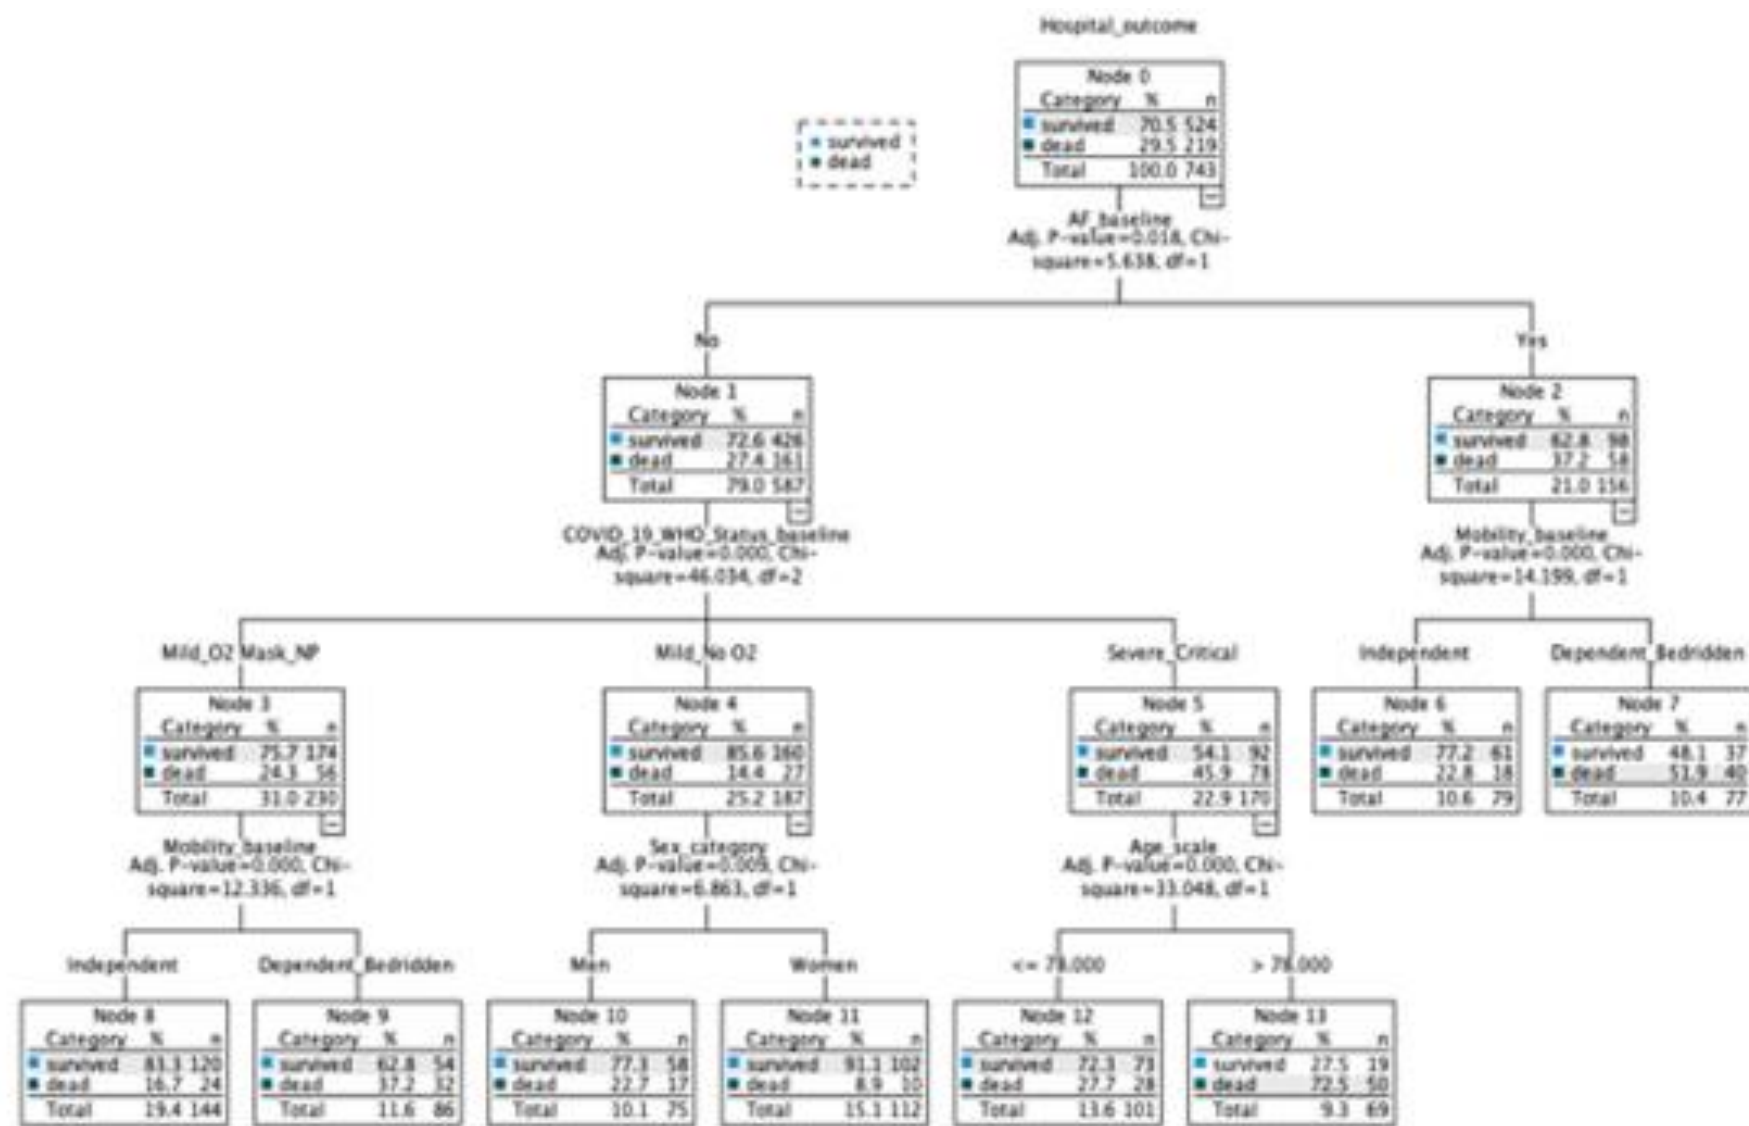 Hospital_outcome
Node 0
Category % n
survived 70.5 524
dead 29.5 219
Total 100.0 743
survived
dead
AF_baseline
Adj. P-value=0.018, Chi-
square=5.638, df=1
No
Yes
Node 1
Category % n
survived 72.6 426
dead 27.4 161
Total 79.0 587
Node 2
Category % n
survived 62.8 98
dead 37.2 58
Total 21.0 156
COVID_19_WHO_Status_baseline
Adj. P-value=0.000, Chi-
square=46.034, df=2
Mobility_baseline
Adj. P-value=0.000, Chi-
square=14.199, df=1
Mild_O2 Mask_NP
Mild_No O2
Severe_Critical
Independent
Dependent_Bedridden
Node 3
Category % n
survived 75.7 174
dead 24.3 56
Total 31.0 230
Node 4
Category % n
survived 85.6 160
dead 14.4 27
Total 25.2 187
Node 5
Category % n
survived 54.1 92
dead 45.9 78
Total 22.9 170
Node 6
Category % n
survived 77.2 61
dead 22.8 18
Total 10.6 79
Node 7
Category % n
survived 48.1 37
dead 51.9 40
Total 10.4 77
Mobility_baseline
Adj. P-value=0.000, Chi-
square=12.336, df=1
Sex_category
Adj. P-value=0.009, Chi-
square=6.863, df=1
Age_scale
Adj. P-value=0.000, Chi-
square=33.048, df=1
Independent
Dependent_Bedridden
Men
Women
<=
>
Node 8
Category % n
survived 83.3 120
dead 16.7 24
Total 19.4 144
Node 9
Category % n
survived 62.8 54
dead 37.2 32
Total 11.6 86
Node 10
Category % n
survived 77.3 58
dead 22.7 17
Total 10.1 75
Node 11
Category % n
survived 91.1 102
dead 8.9 10
Total 15.1 112
Node 12
Category % n
survived 72.3 73
dead 27.7 28
Total 13.6 101
Node 13
Category % n
survived 27.5 19
dead 72.5 50
Total 9.3 69